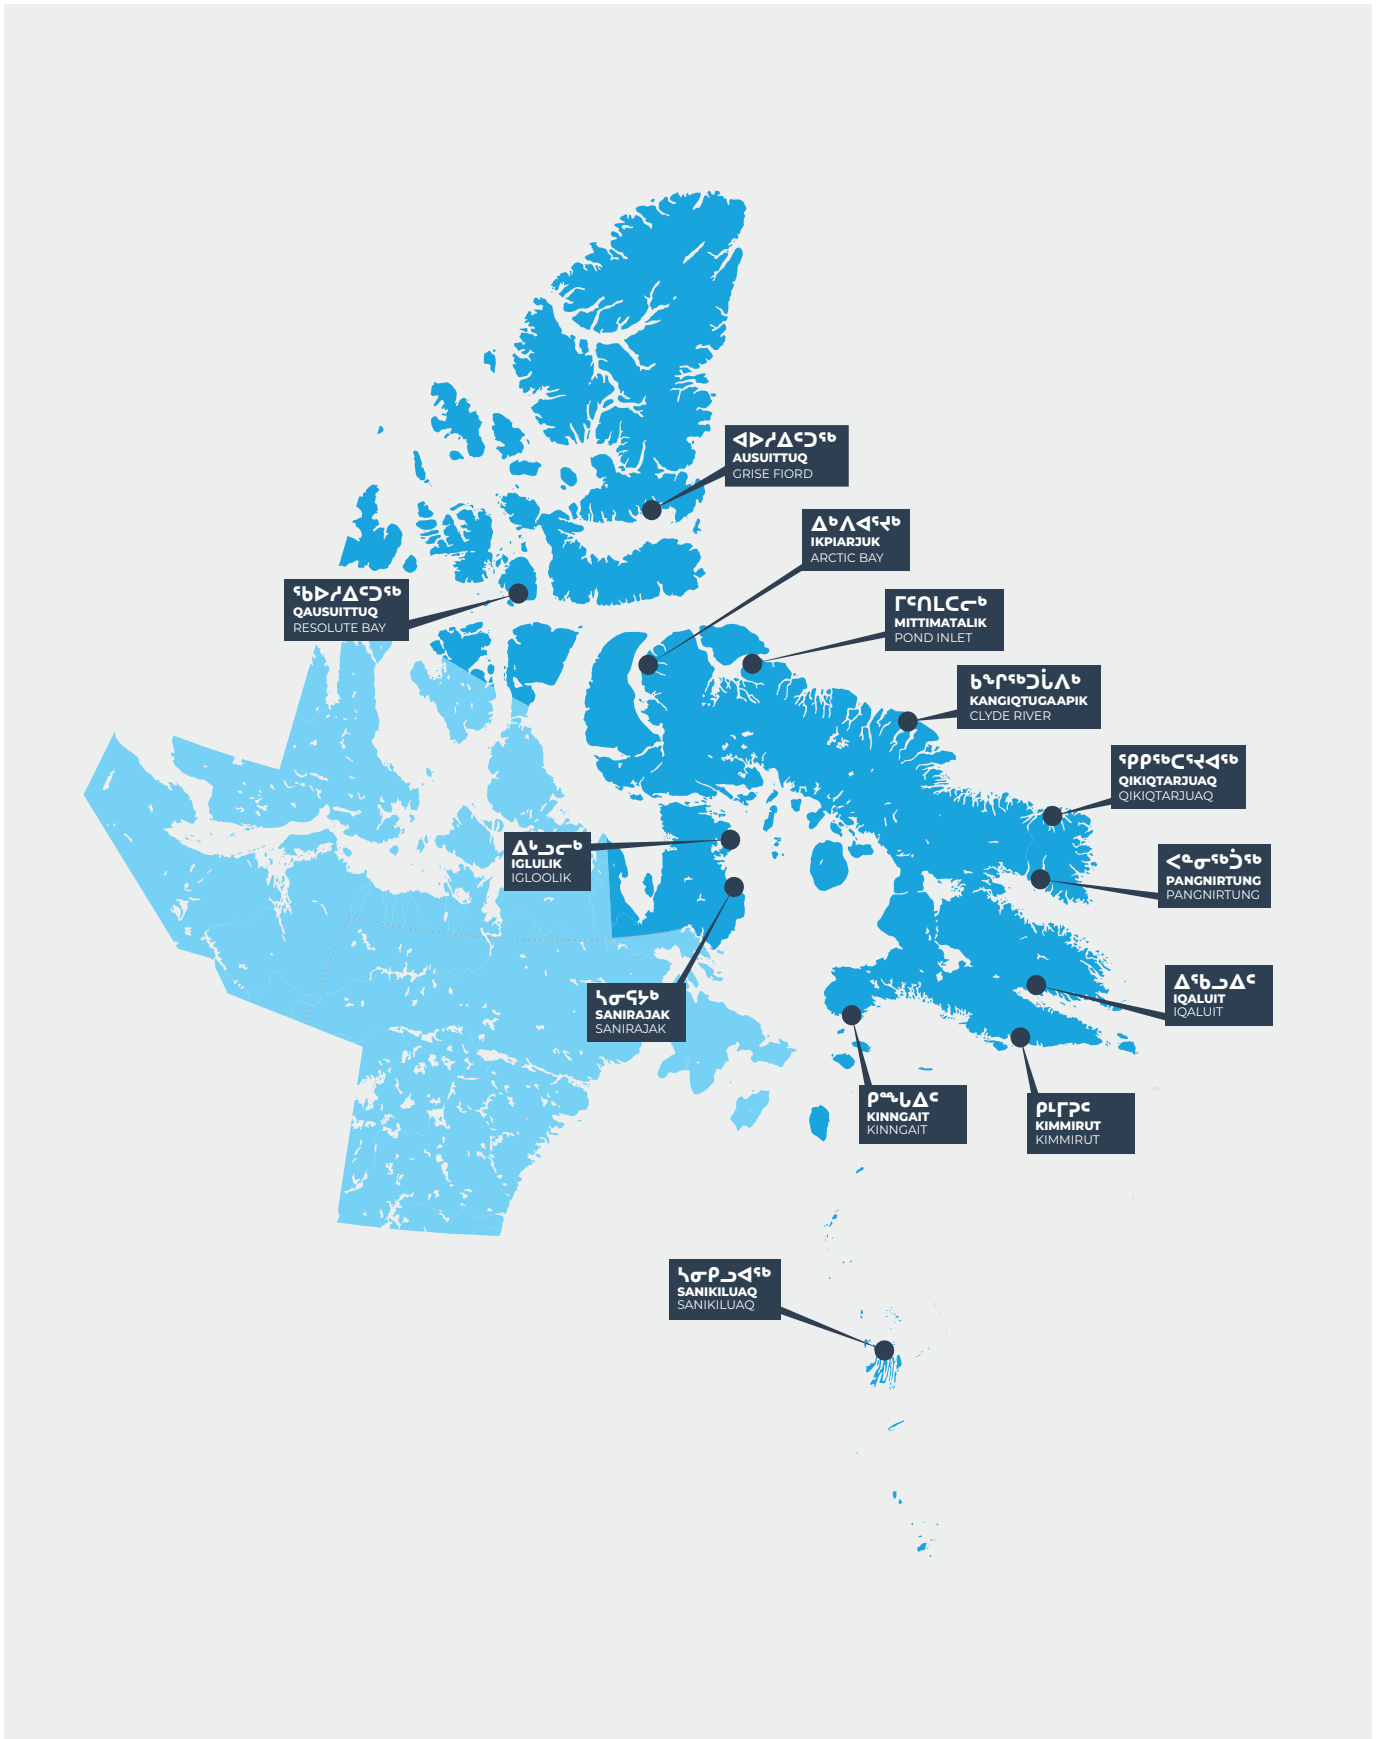 ᐊᐅᓱᐃᑦᑐᖅ
AUSUITTUQ
GRISE FIORD
ᐃᒃᐱᐊᕐᔪᒃ
IKPIARJUK
ARCTIC BAY
ᖃᐅᓱᐃᑦᑐᖅ
QAUSUITTUQ
RESOLUTE BAY
ᒥᑦᑎᒪᑕᓕᒃ
MITTIMATALIK
POND INLET
ᑲᖏᖅᑐᒑᐱᒃ
KANGIQTUGAAPIK
CLYDE RIVER
ᕿᑭᖅᑕᕐᔪᐊᖅ
QIKIQTARJUAQ
QIKIQTARJUAQ
ᐃᒡᓗᓕᒃ
IGLULIK
IGLOOLIK
ᐸᓐᓂᖅᑑᖅ
PANGNIRTUNG
PANGNIRTUNG
ᓴᓂᕋᔭᒃ
SANIRAJAK
SANIRAJAK
ᐃᖃᓗᐃᑦ
IQALUIT
IQALUIT
ᑭᙵᐃᑦ
KINNGAIT
KINNGAIT
ᑭᒻᒥᕈᑦ
KIMMIRUT
KIMMIRUT
ᓴᓂᑭᓗᐊᖅ
SANIKILUAQ
SANIKILUAQ